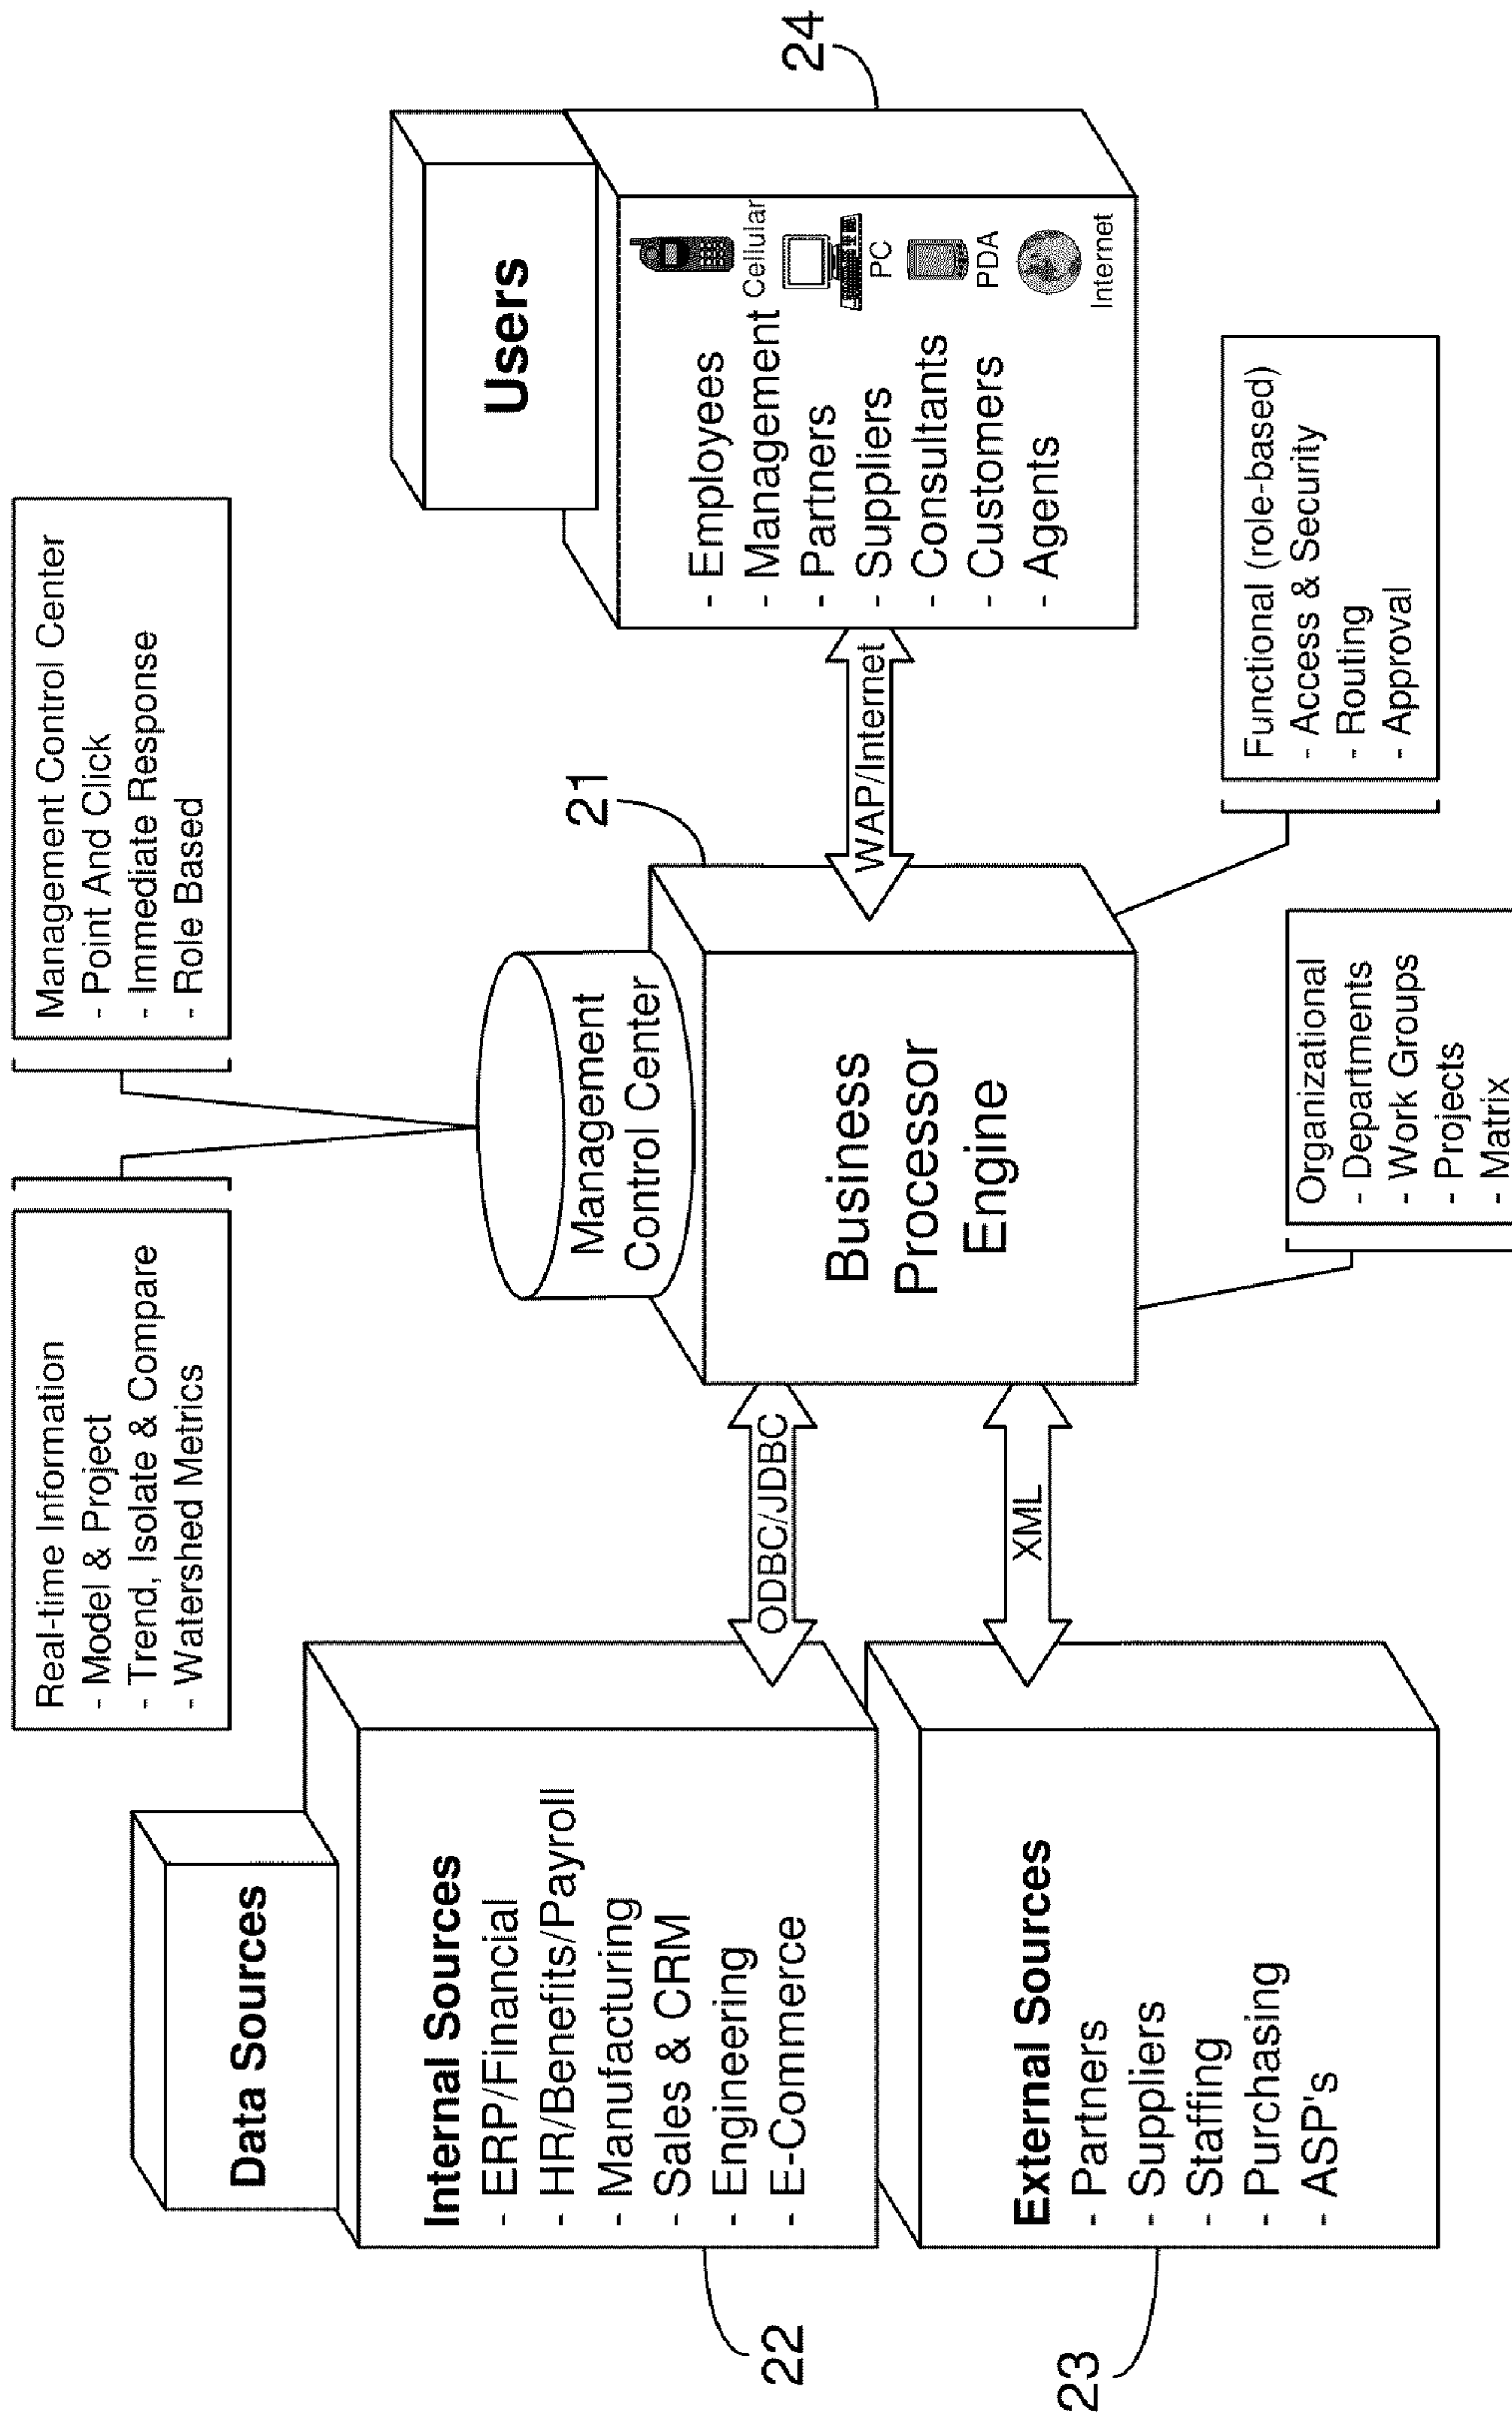 Real-time Information
- Model & Project
- Trend, Isolate & Compare
- Watershed Metrics
Management Control Center
- Point And Click
- Immediate Response
- Role Based
Data Sources
Internal Sources
- ERP/Financial
- HR/Benefits/Payroll
- Manufacturing
- Sales & CRM
- Engineering
- E-Commerce
22
External Sources
- Partners
- Suppliers
- Staffing
- Purchasing
- ASP's
23
ODBC/JDBC
XML
Management
Control Center
Business
Processor
Engine
21
WAP/Internet
Users
- Employees
- Management
- Partners
- Suppliers
- Consultants
- Customers
- Agents
Cellular
PC
PDA
Internet
24
Organizational
- Departments
- Work Groups
- Projects
- Matrix
Functional (role-based)
- Access & Security
- Routing
- Approval